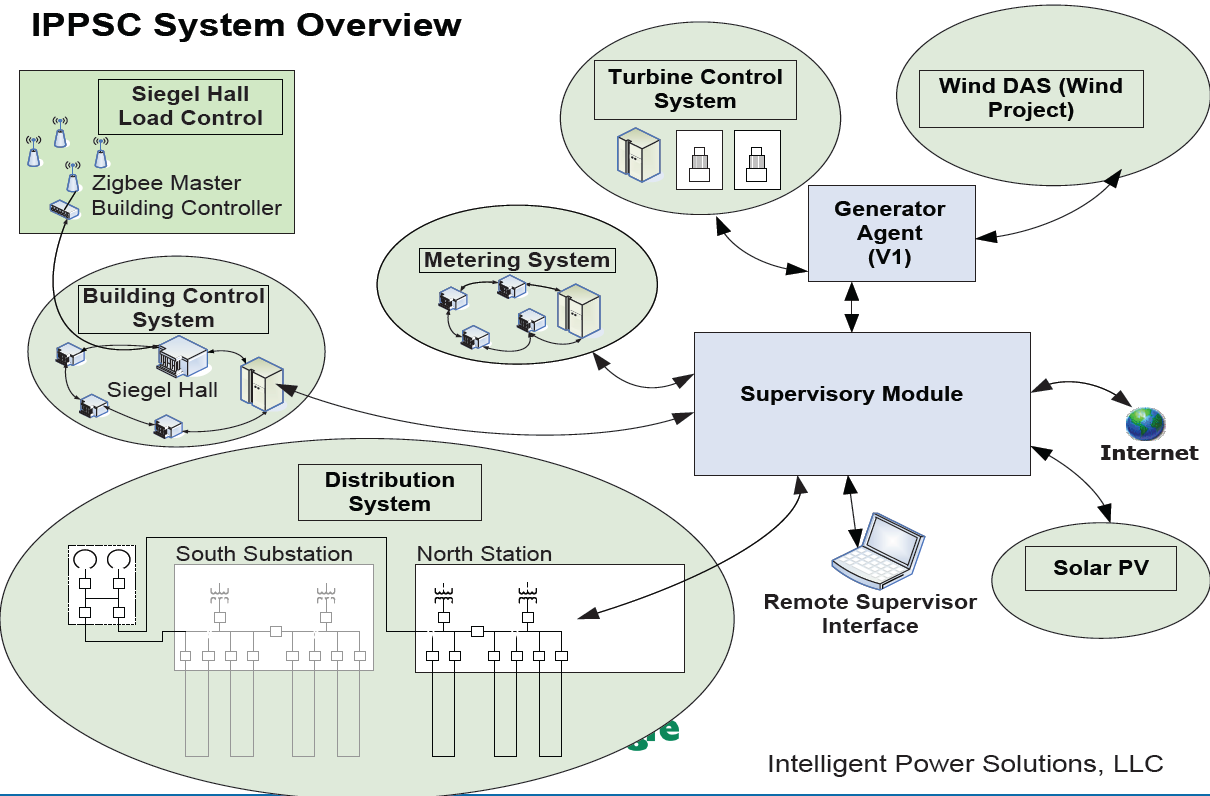 IPPSC System Overview
Siegel Hall
Load Control
Zigbee Master
Building Controller
Turbine Control
System
Wind DAS (Wind
Project)
Generator
Agent
(V1)
Metering System
Building Control
System
Siegel Hall
Supervisory Module
Internet
Distribution
System
South Substation
North Station
Solar PV
Remote Supervisor
Interface
Intelligent Power Solutions, LLC